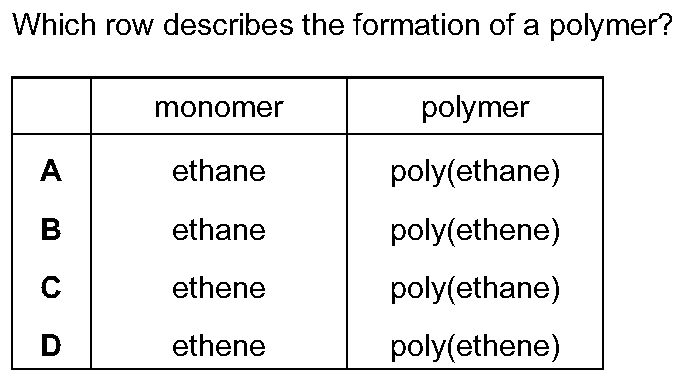 Which row describes the formation of a polymer?
monomer polymer
A ethane poly(ethane)
B ethane poly(ethene)
C ethene poly(ethane)
D ethene poly(ethene)